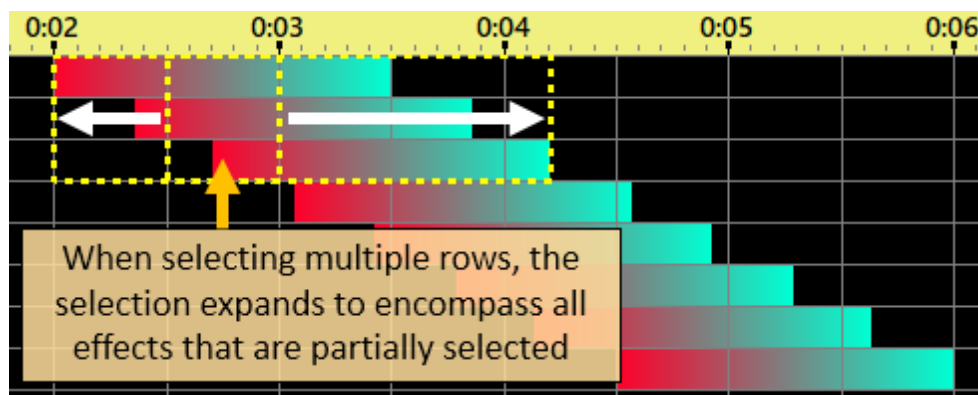 0:02 0:03 0:04 0:05 0:06
When selecting multiple rows, the
selection expands to encompass all
effects that are partially selected